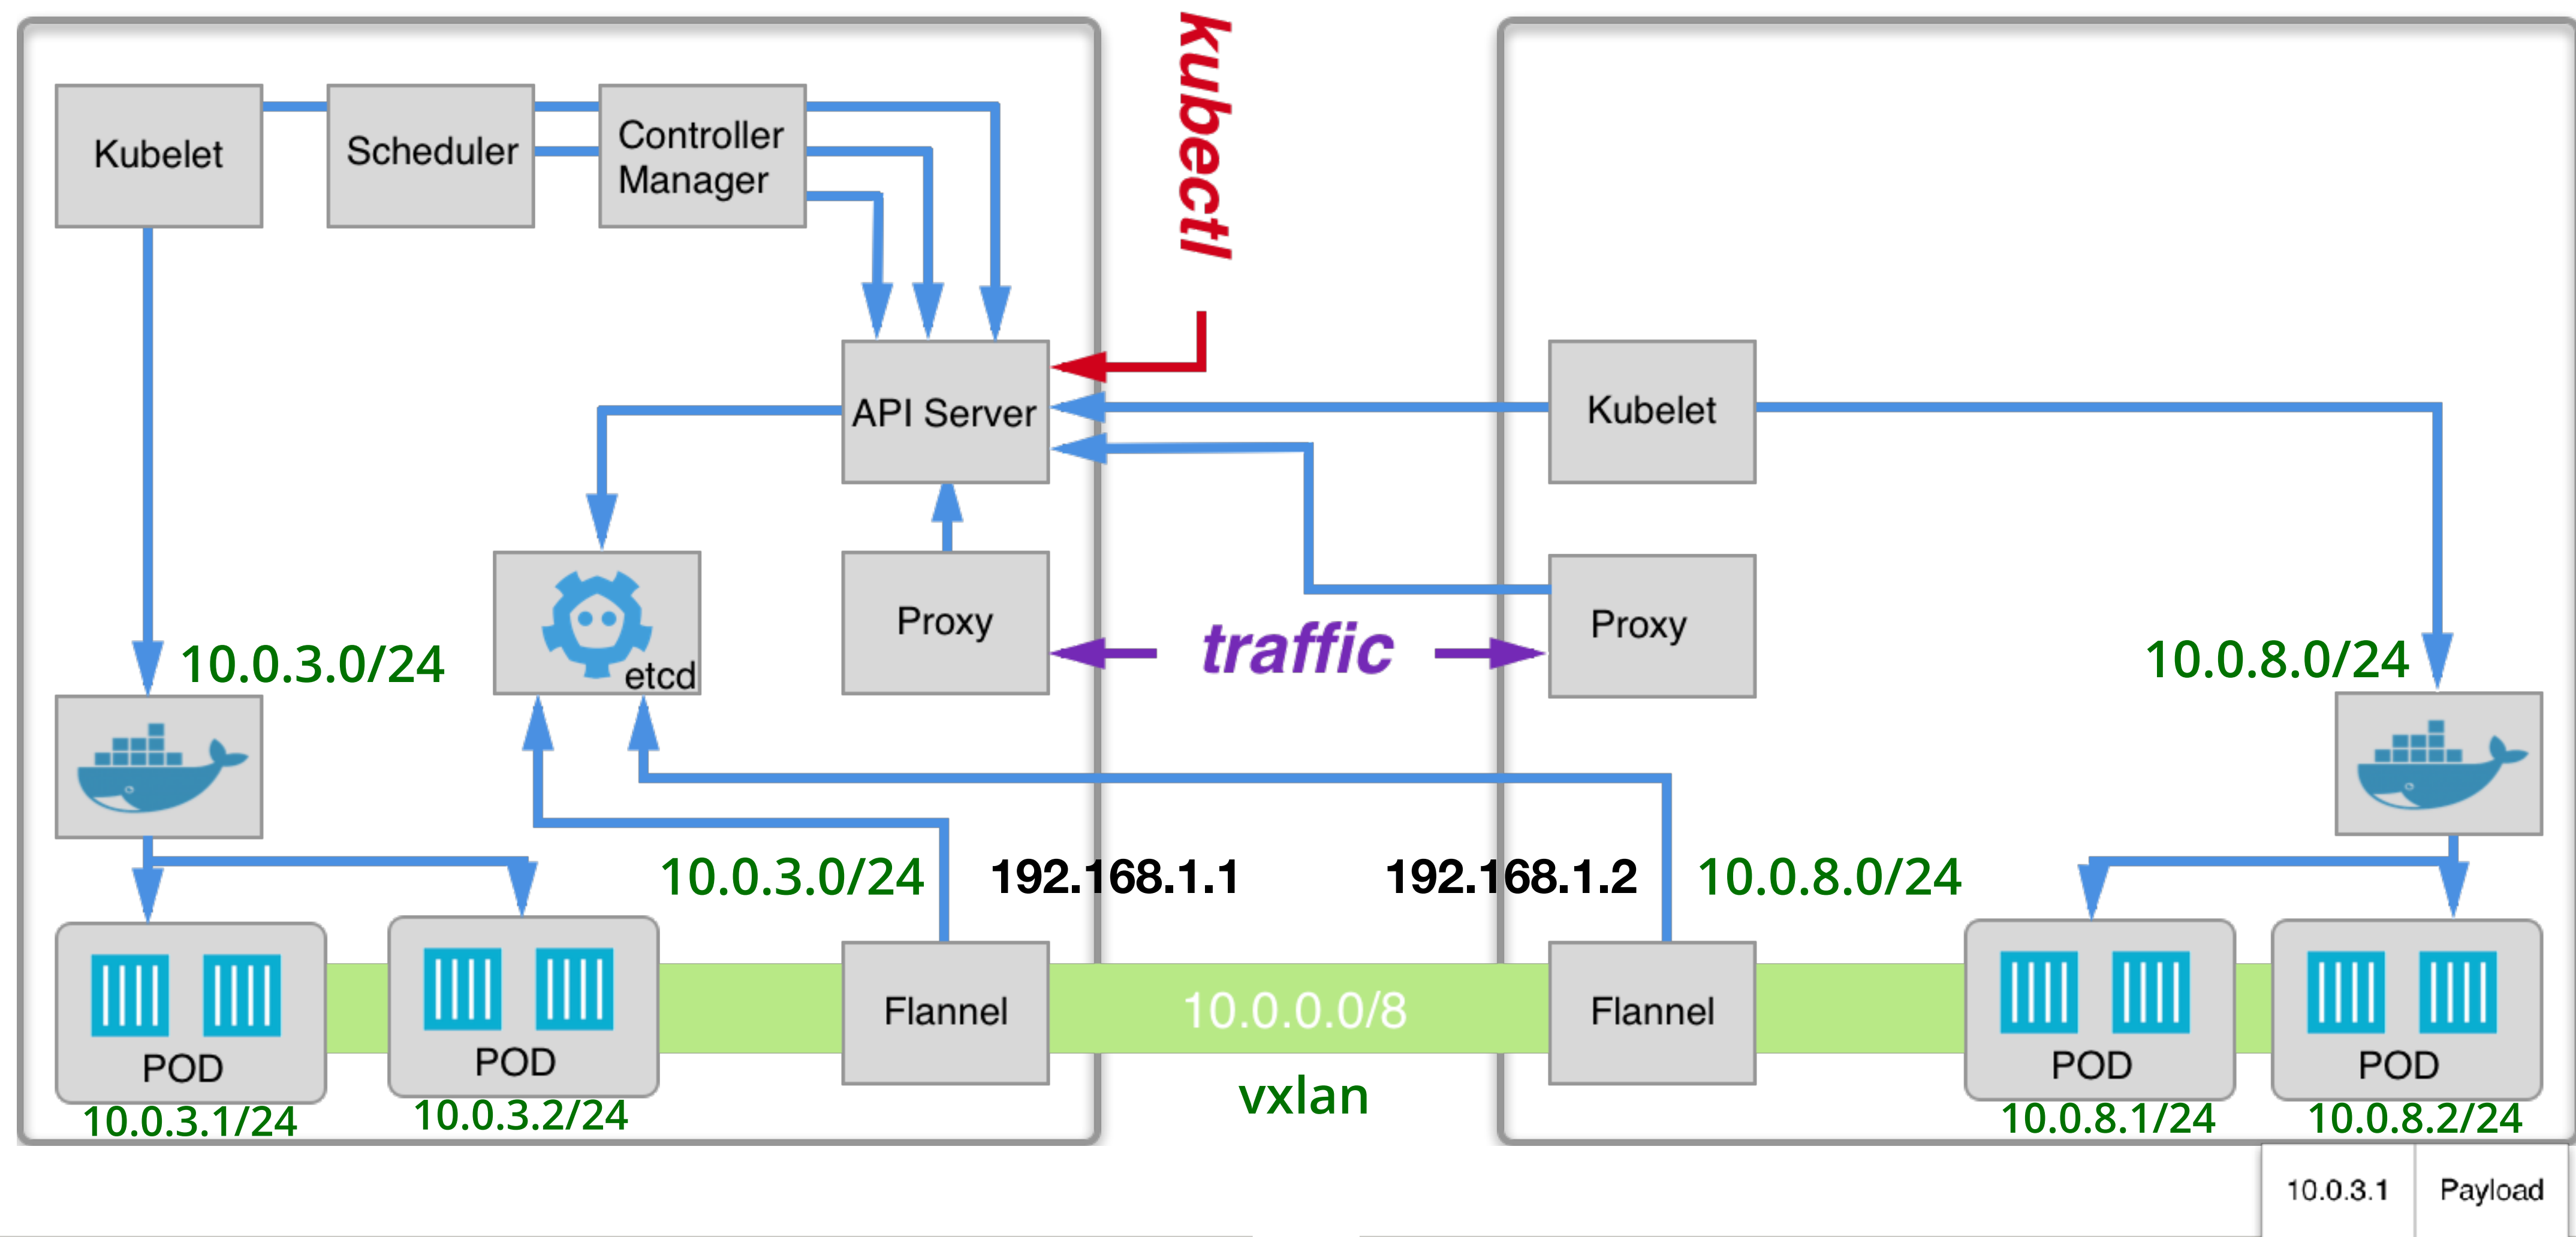 kubectl
Kubelet
Scheduler
Controller
Manager
API Server
Kubelet
etcd
Proxy
traffic
Proxy
10.0.3.0/24
10.0.8.0/24
10.0.3.0/24
192.168.1.1
192.168.1.2
10.0.8.0/24
POD
POD
Flannel
10.0.0.0/8
Flannel
POD
POD
10.0.3.1/24
10.0.3.2/24
vxlan
10.0.8.1/24
10.0.8.2/24
10.0.3.1
Payload